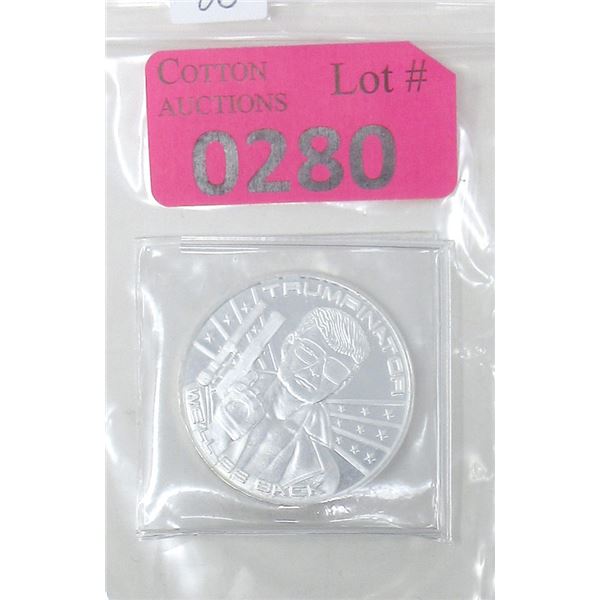 COTTON
AUCTIONS
Lot #
0280
TRUMPINATOR
WE'LL BE BACK